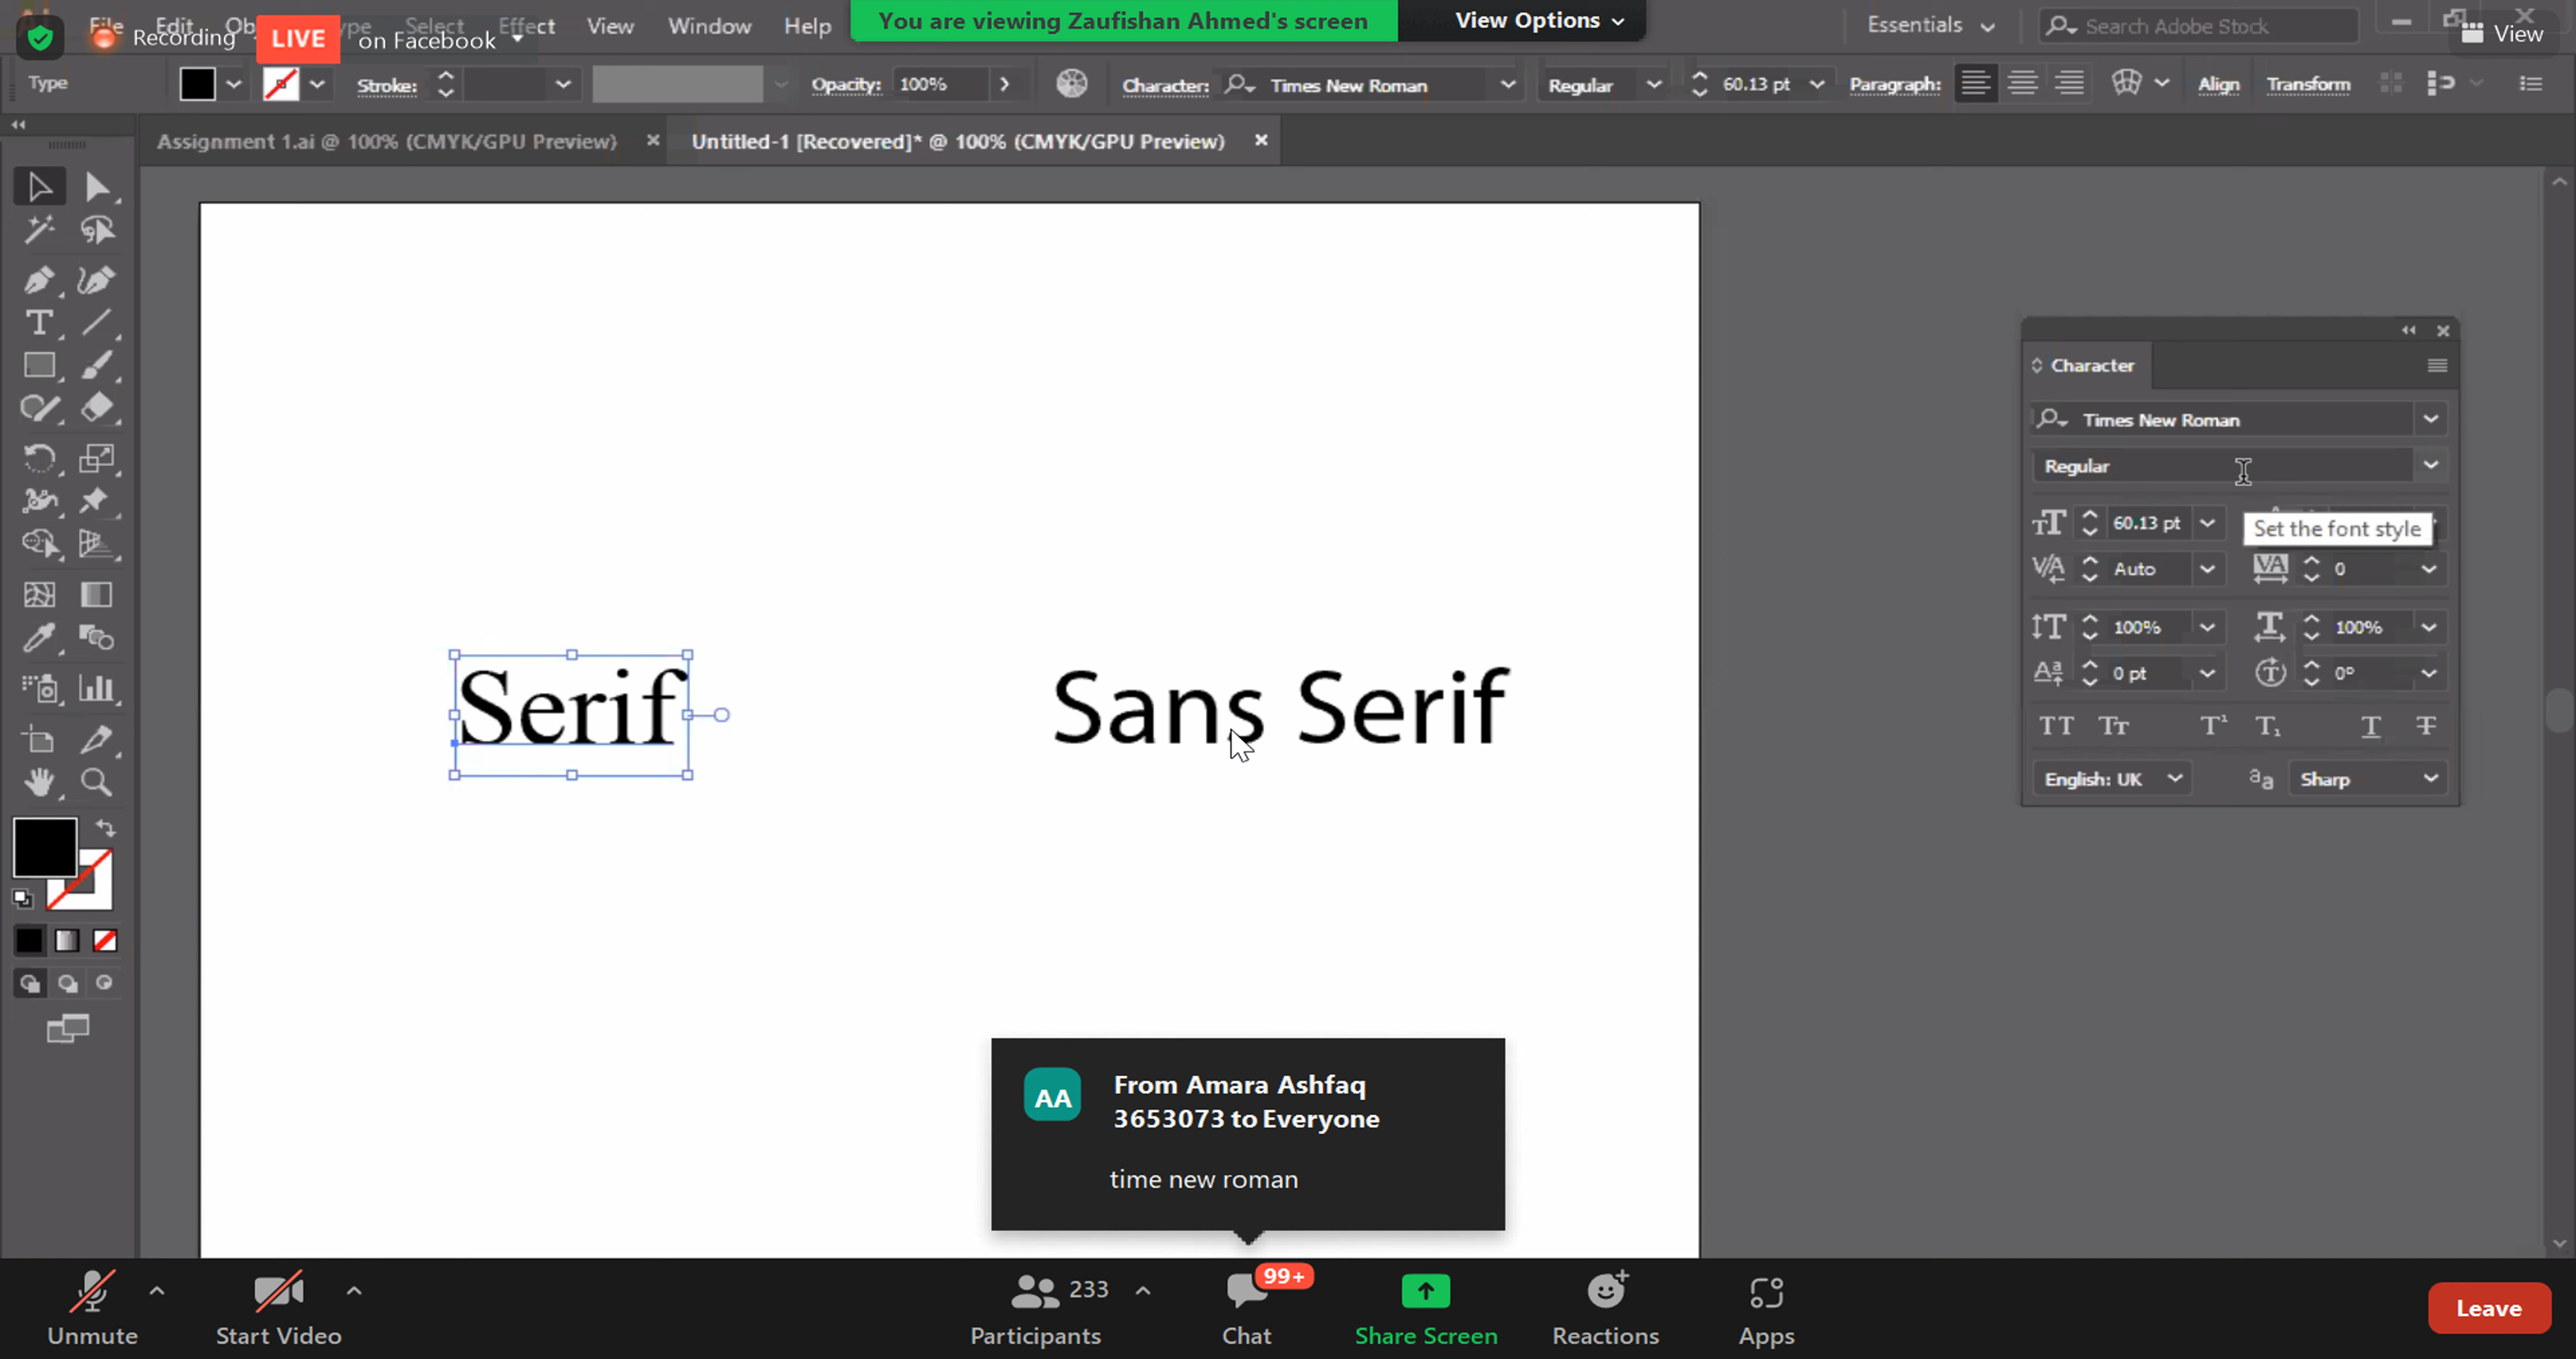 File Edit Type Select Effect View Window Help
Recording LIVE on Facebook
You are viewing Zaufishan Ahmed's screen View Options
Essentials Search Adobe Stock
View
Type Stroke: Opacity: 100% Character: Times New Roman Regular 60.13 pt Paragraph: Align Transform
Assignment 1.ai @ 100% (CMYK/GPU Preview) Untitled-1 [Recovered]* @ 100% (CMYK/GPU Preview)
Character
Times New Roman
Regular
60.13 pt
Set the font style
Auto 0
100% 100%
0 pt 0°
English: UK Sharp
Serif Sans Serif
AA
From Amara Ashfaq
3653073 to Everyone
time new roman
Unmute Start Video 233 Participants 99+ Chat Share Screen Reactions Apps Leave